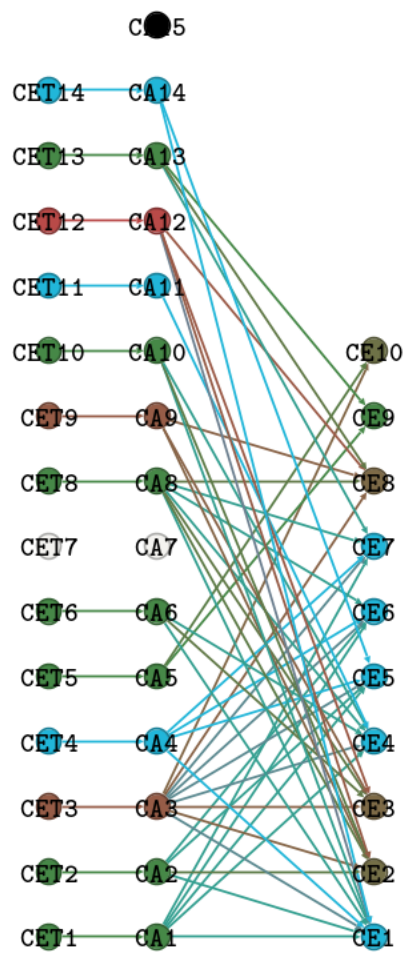 CA15
CET14 CA14
CET13 CA13
CET12 CA12
CET11 CA11
CET10 CA10 CE10
CET9 CA9 CE9
CET8 CA8 CE8
CET7 CA7 CE7
CET6 CA6 CE6
CET5 CA5 CE5
CET4 CA4 CE4
CET3 CA3 CE3
CET2 CA2 CE2
CET1 CA1 CE1